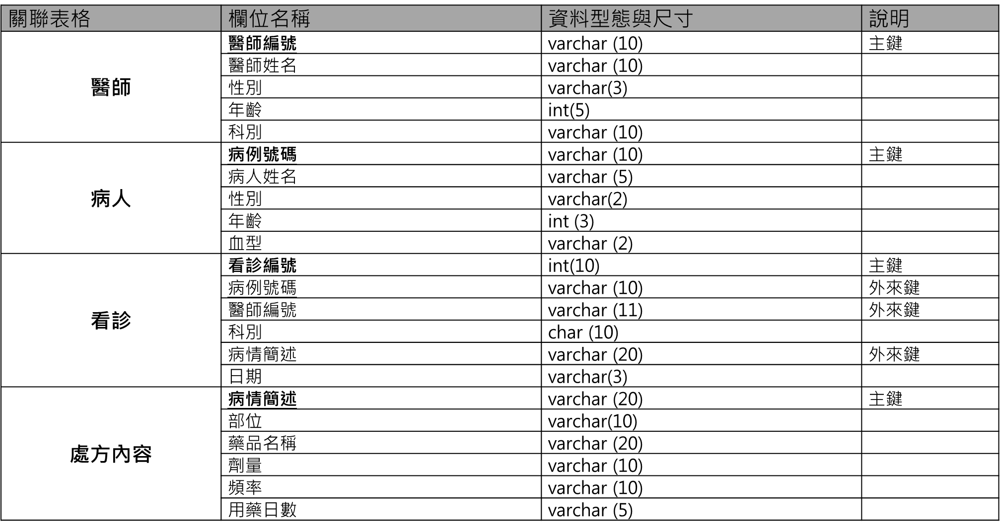 關聯表格 欄位名稱 資料型態與尺寸 說明
醫師 醫師編號 varchar (10) 主鍵
醫師姓名 varchar (10)
性別 varchar(3)
年齡 int(5)
科別 varchar (10)
病人 病例號碼 varchar (10) 主鍵
病人姓名 varchar (5)
性別 varchar(2)
年齡 int (3)
血型 varchar (2)
看診 看診編號 int(10) 主鍵
病例號碼 varchar (10) 外來鍵
醫師編號 varchar (11) 外來鍵
科別 char (10)
病情簡述 varchar (20) 外來鍵
日期 varchar(3)
處方內容 病情簡述 varchar (20) 主鍵
部位 varchar(10)
藥品名稱 varchar (20)
劑量 varchar (10)
頻率 varchar (10)
用藥日數 varchar (5)